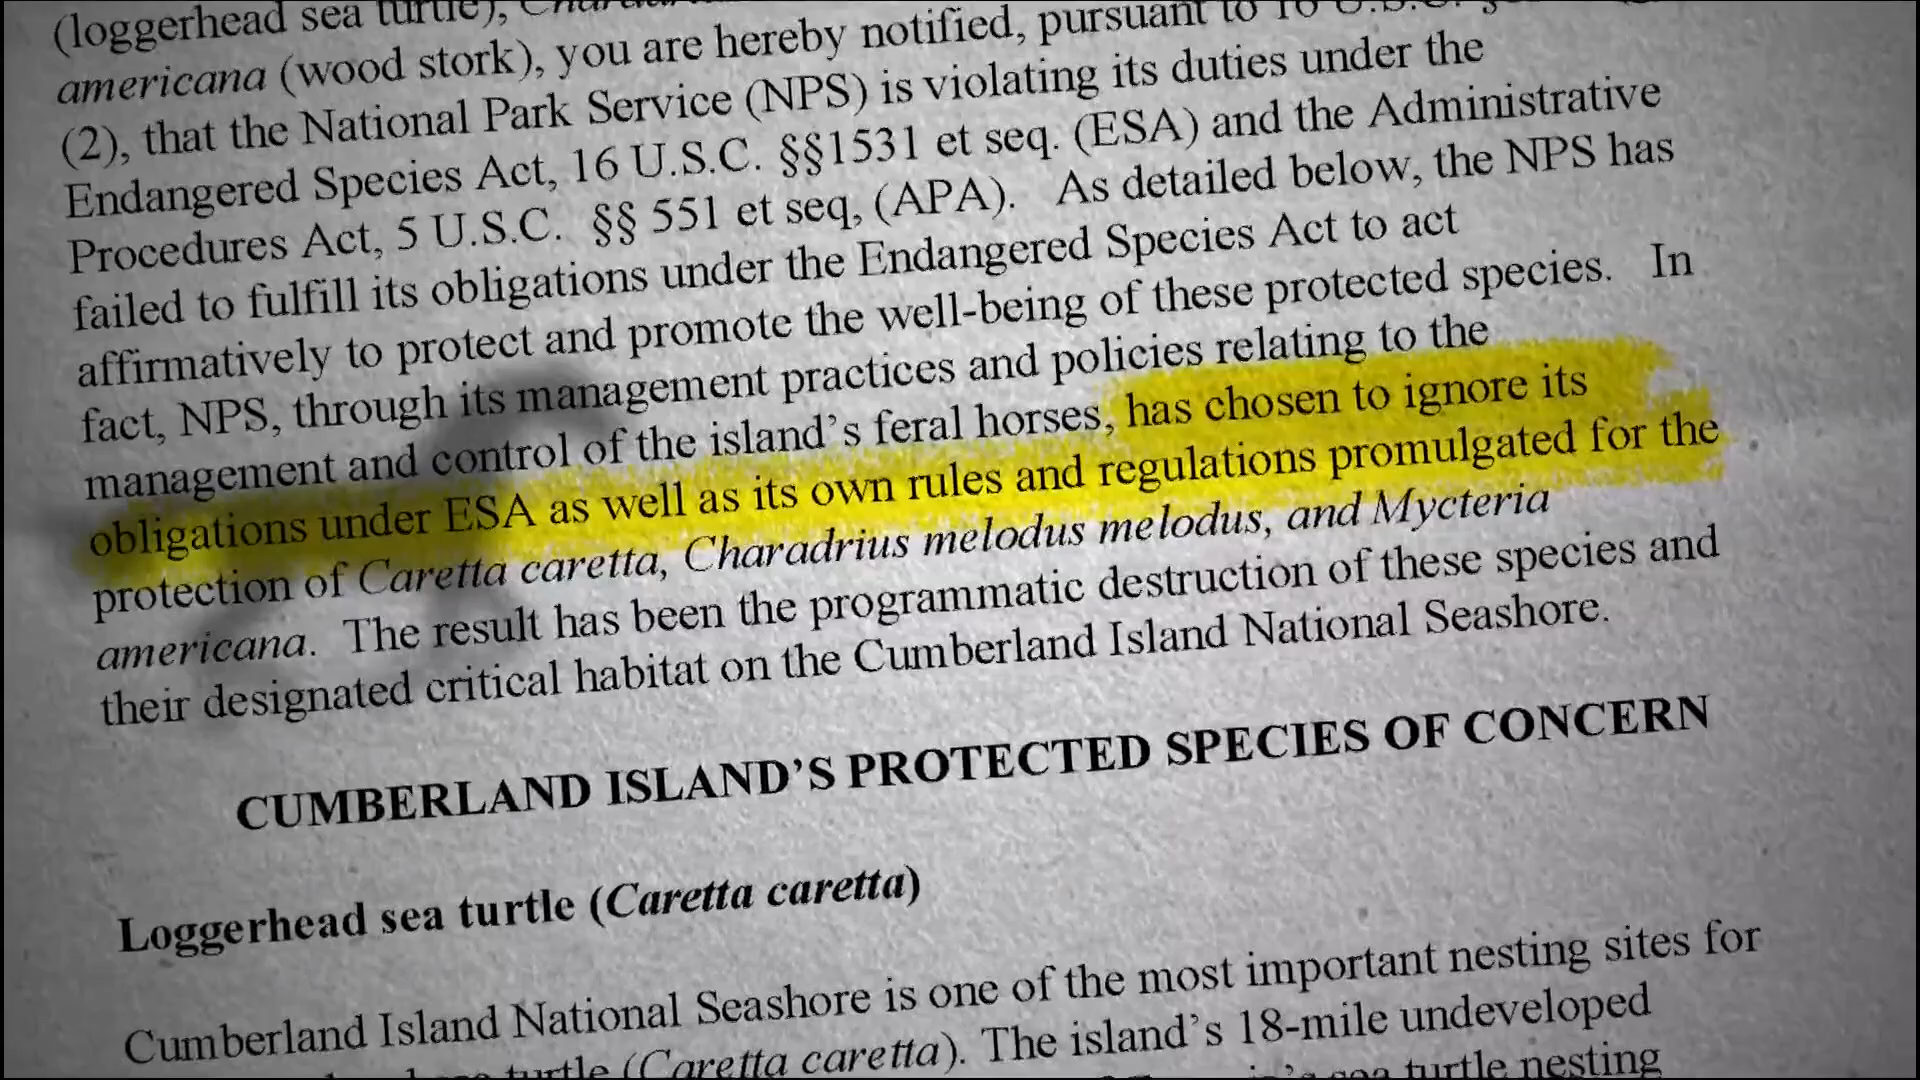 (loggerhead sea turtle),
americana (wood stork), you are hereby notified, pursuant to 16 U.S.C.
(2), that the National Park Service (NPS) is violating its duties under the
Endangered Species Act, 16 U.S.C. §§1531 et seq. (ESA) and the Administrative
Procedures Act, 5 U.S.C. §§ 551 et seq, (APA). As detailed below, the NPS has
failed to fulfill its obligations under the Endangered Species Act to act
affirmatively to protect and promote the well-being of these protected species. In
fact, NPS, through its management practices and policies relating to the
management and control of the island's feral horses, has chosen to ignore its
obligations under ESA as well as its own rules and regulations promulgated for the
protection of Caretta caretta, Charadrius melodus melodus, and Mycteria
americana. The result has been the programmatic destruction of these species and
their designated critical habitat on the Cumberland Island National Seashore.
CUMBERLAND ISLAND'S PROTECTED SPECIES OF CONCERN
Loggerhead sea turtle (Caretta caretta)
Cumberland Island National Seashore is one of the most important nesting sites for
turtle (Caretta caretta). The island's 18-mile undeveloped
sea turtle nesting